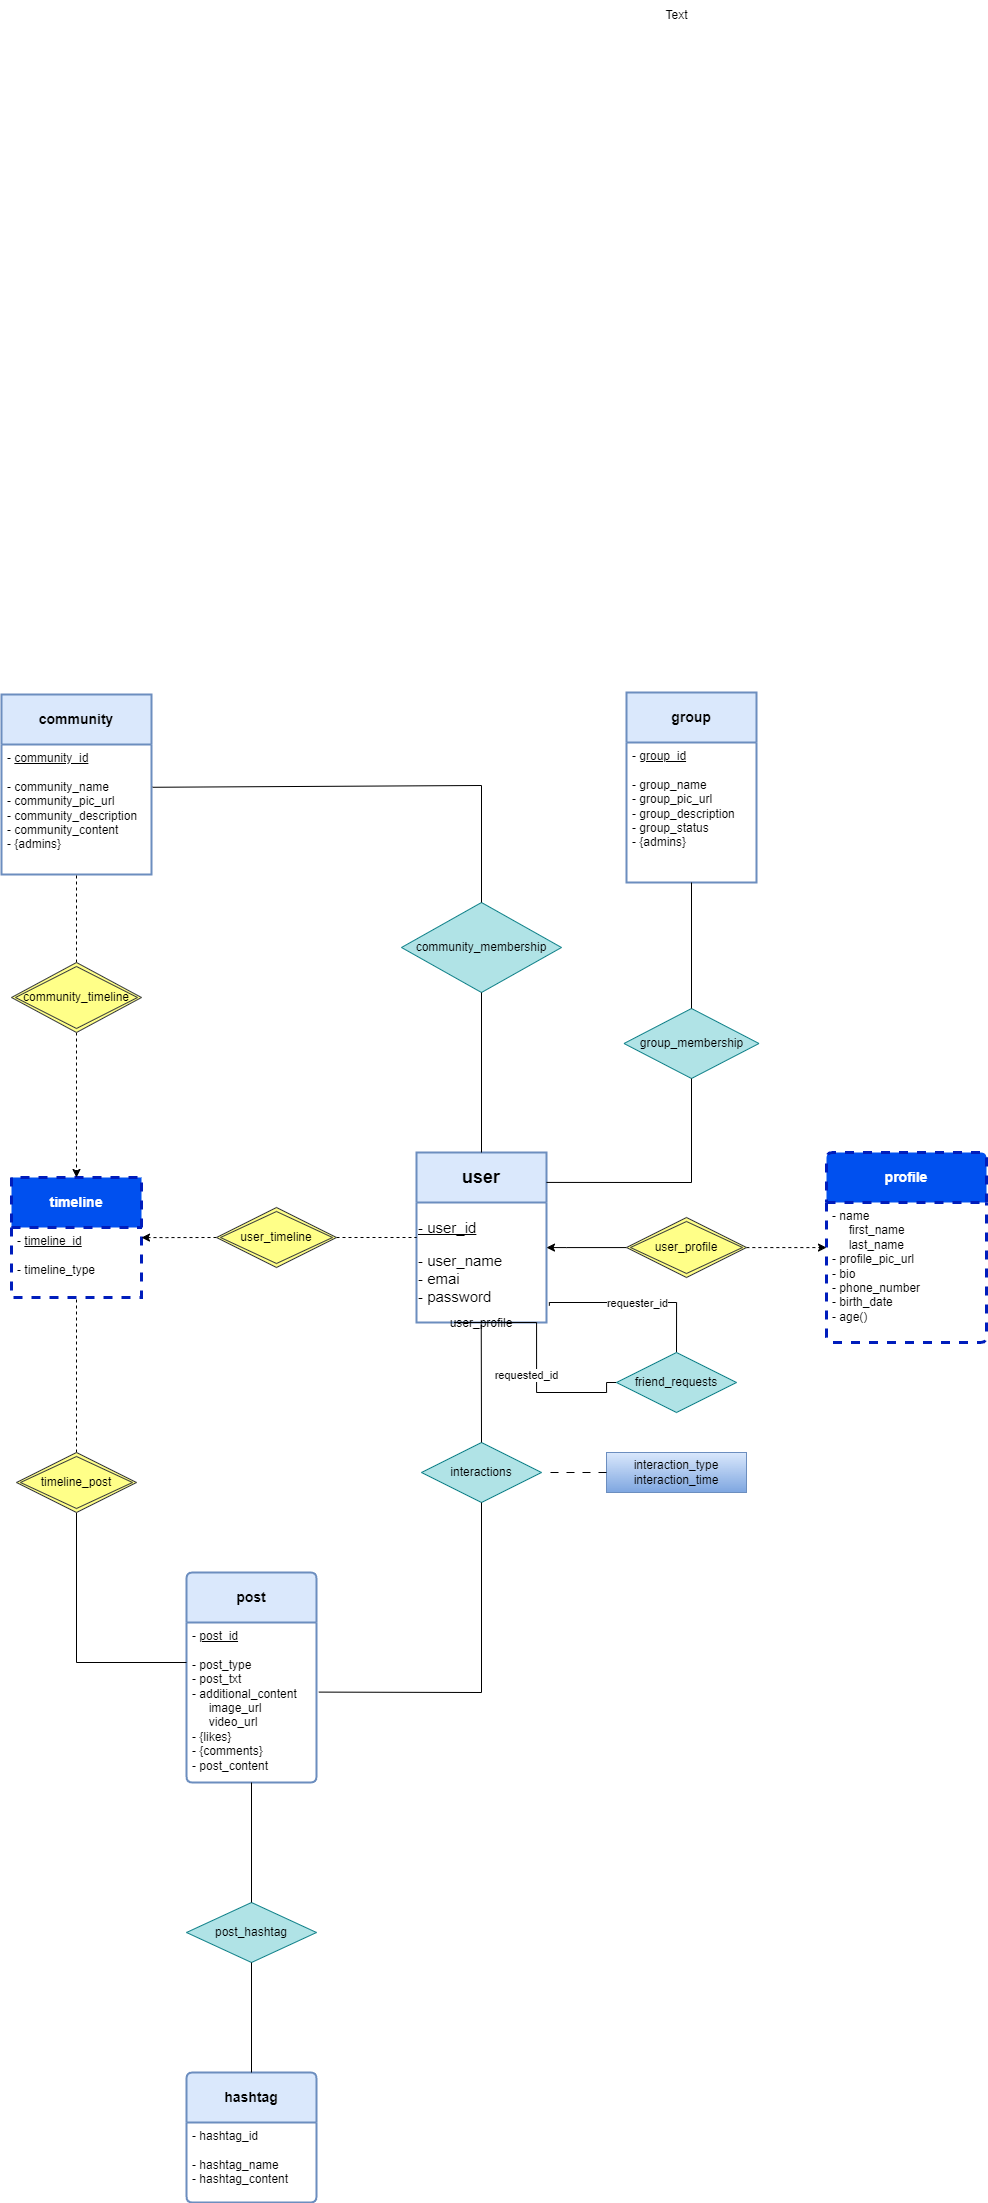 Text
community
- community_id
- community_name
- community_pic_url
- community_description
- community_content
- {admins}
group
- group_id
- group_name
- group_pic_url
- group_description
- group_status
- {admins}
community_membership
community_timeline
group_membership
timeline
- timeline_id
- timeline_type
user_timeline
user
- user_id
- user_name
- emai
- password
user_profile
user_profile
profile
- name
first_name
last_name
- profile_pic_url
- bio
- phone_number
- birth_date
- age()
requester_id
requested_id
friend_requests
timeline_post
interactions
interaction_type
interaction_time
post
- post_id
- post_type
- post_txt
- additional_content
image_url
video_url
- {likes}
- {comments}
- post_content
post_hashtag
hashtag
- hashtag_id
- hashtag_name
- hashtag_content